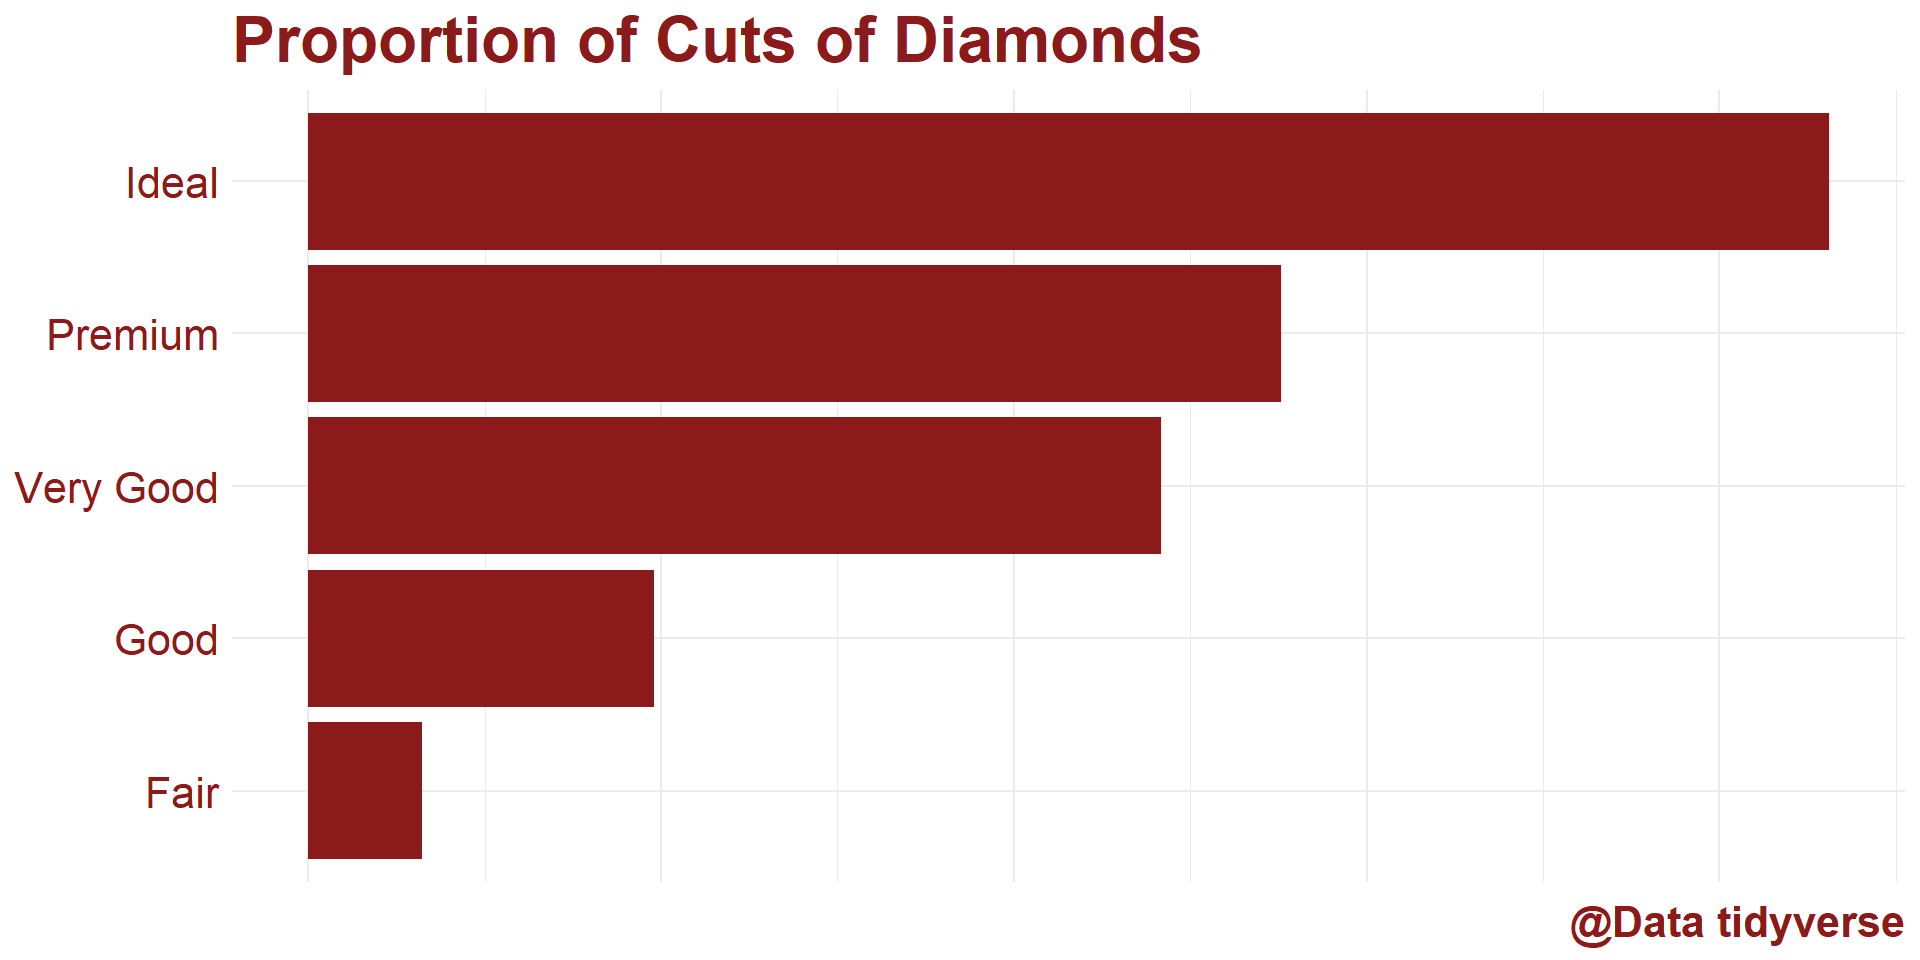 Proportion of Cuts of Diamonds
Ideal
Premium
Very Good
Good
Fair
@Data tidyverse